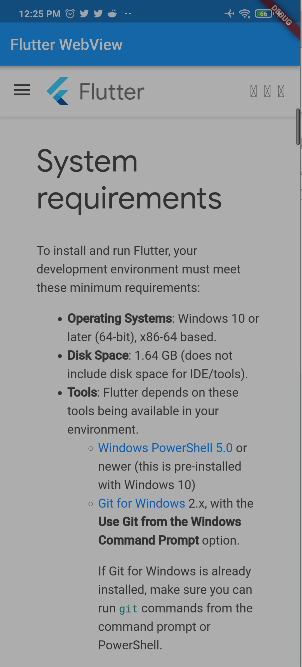 12:25 PM
66
DEBUG
Flutter WebView
Flutter
System
requirements
To install and run Flutter, your
development environment must meet
these minimum requirements:
• Operating Systems: Windows 10 or
later (64-bit), x86-64 based.
• Disk Space: 1.64 GB (does not
include disk space for IDE/tools).
• Tools: Flutter depends on these
tools being available in your
environment.
◦ Windows PowerShell 5.0 or
newer (this is pre-installed
with Windows 10)
◦ Git for Windows 2.x, with the
Use Git from the Windows
Command Prompt option.
If Git for Windows is already
installed, make sure you can
run git commands from the
command prompt or
PowerShell.